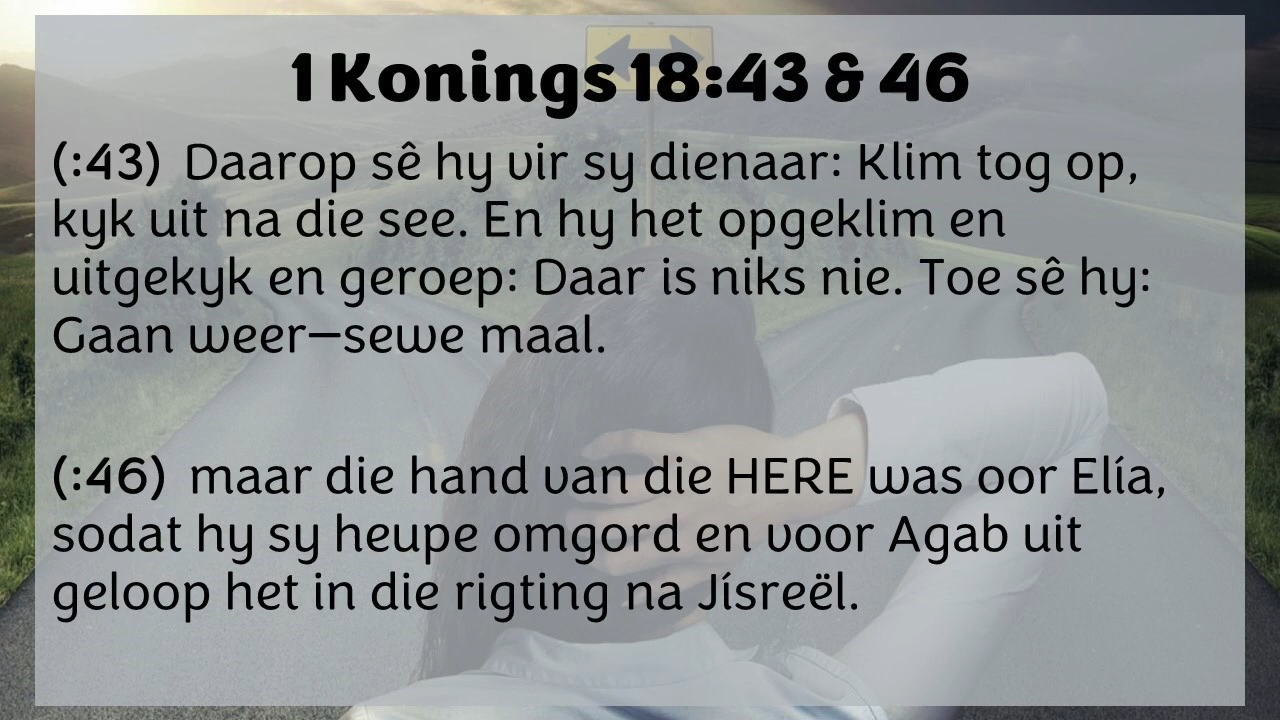 1 Konings 18:43 & 46
(:43) Daarop sê hy vir sy dienaar: Klim tog op,
kyk uit na die see. En hy het opgeklim en
uitgekyk en geroep: Daar is niks nie. Toe sê hy:
Gaan weer—sewe maal.
(:46) maar die hand van die HERE was oor Elía,
sodat hy sy heupe omgord en voor Agab uit
geloop het in die rigting na Jísreël.